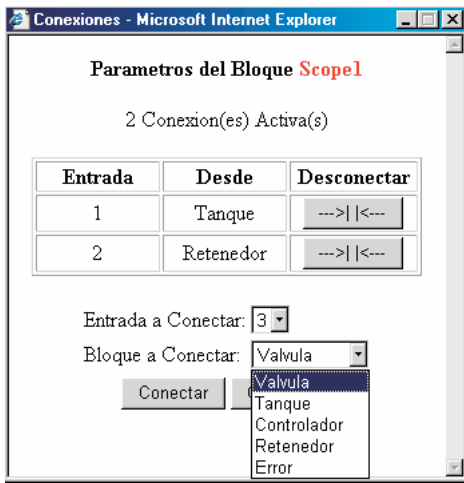 Conexiones - Microsoft Internet Explorer
Parametros del Bloque Scope1
2 Conexion(es) Activa(s)
Entrada Desde Desconectar
1 Tanque --->| |<---
2 Retenedor --->| |<---
Entrada a Conectar: 3
Bloque a Conectar: Valvula
Conectar
Valvula
Tanque
Controlador
Retenedor
Error